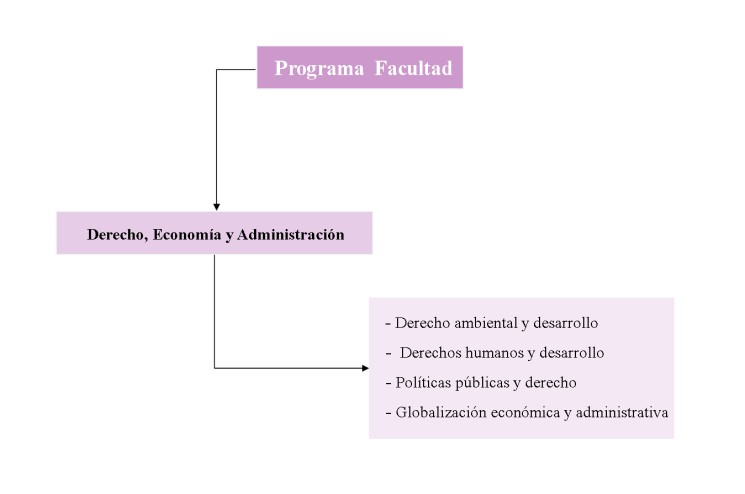 Programa Facultad
Derecho, Economía y Administración
- Derecho ambiental y desarrollo
- Derechos humanos y desarrollo
- Políticas públicas y derecho
- Globalización económica y administrativa